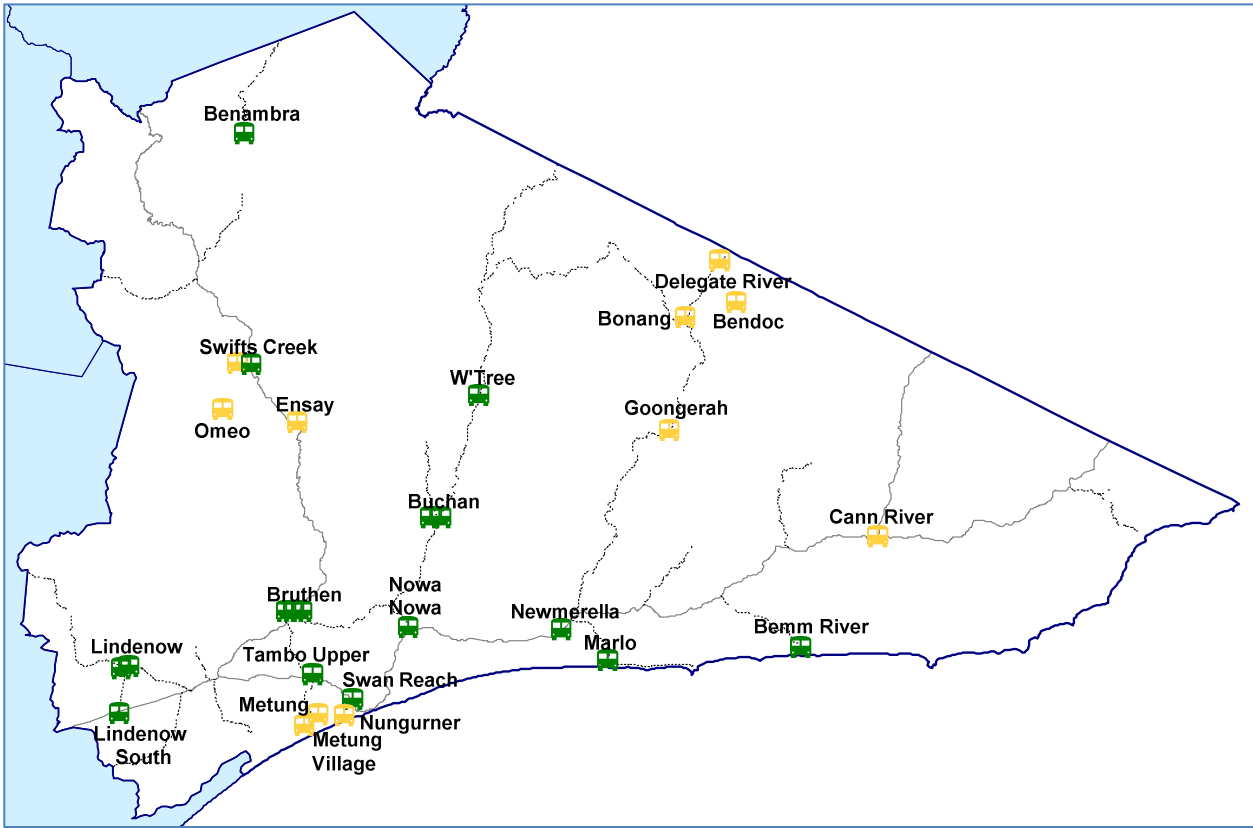 Benambra
Delegate River
Bonang
Bendoc
Swifts Creek
W'Tree
Ensay
Goongerah
Omeo
Buchan
Cann River
Nowa
Nowa
Bruthen
Newmerella
Bemm River
Marlo
Lindenow
Tambo Upper
Swan Reach
Metung
Nungurner
Lindenow
South
Metung
Village